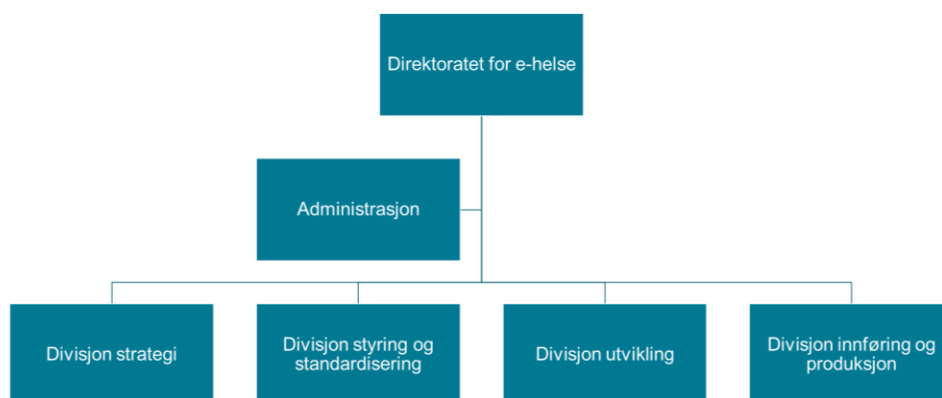 Direktoratet for e-helse
Administrasjon
Divisjon strategi
Divisjon styring og
standardisering
Divisjon utvikling
Divisjon innføring og
produksjon